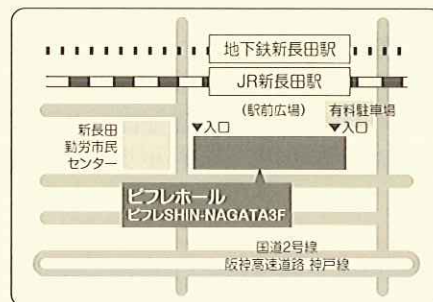 地下鉄新長田駅
JR新長田駅
(駅前広場)
有料駐車場
▼入口
▼入口
新長田
勤労市民
センター
ピフレホール
ピフレSHIN-NAGATA3F
国道2号線
阪神高速道路 神戸線